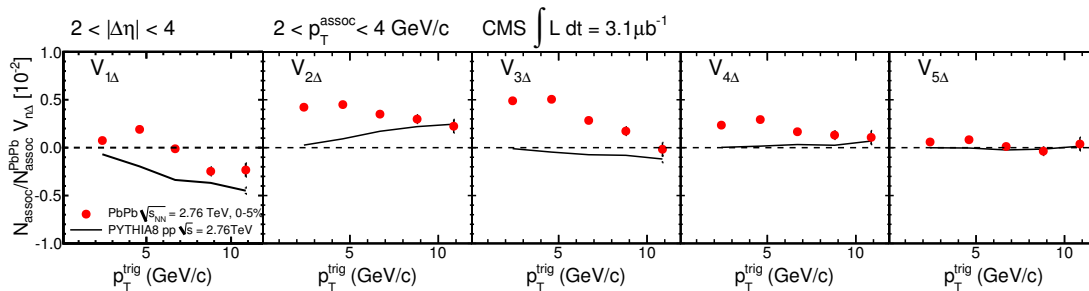 2 < |Δη| < 4 2 < p_T^assoc < 4 GeV/c CMS ∫ L dt = 3.1μb^-1
N_assoc/N_assoc^PbPb V_nΔ [10^-2]
1.0
0.5
0.0
-0.5
-1.0
V_1Δ V_2Δ V_3Δ V_4Δ V_5Δ
PbPb √s_NN = 2.76 TeV, 0-5%
PYTHIA8 pp √s = 2.76TeV
5 10 5 10 5 10 5 10 5 10
p_T^trig (GeV/c) p_T^trig (GeV/c) p_T^trig (GeV/c) p_T^trig (GeV/c) p_T^trig (GeV/c)